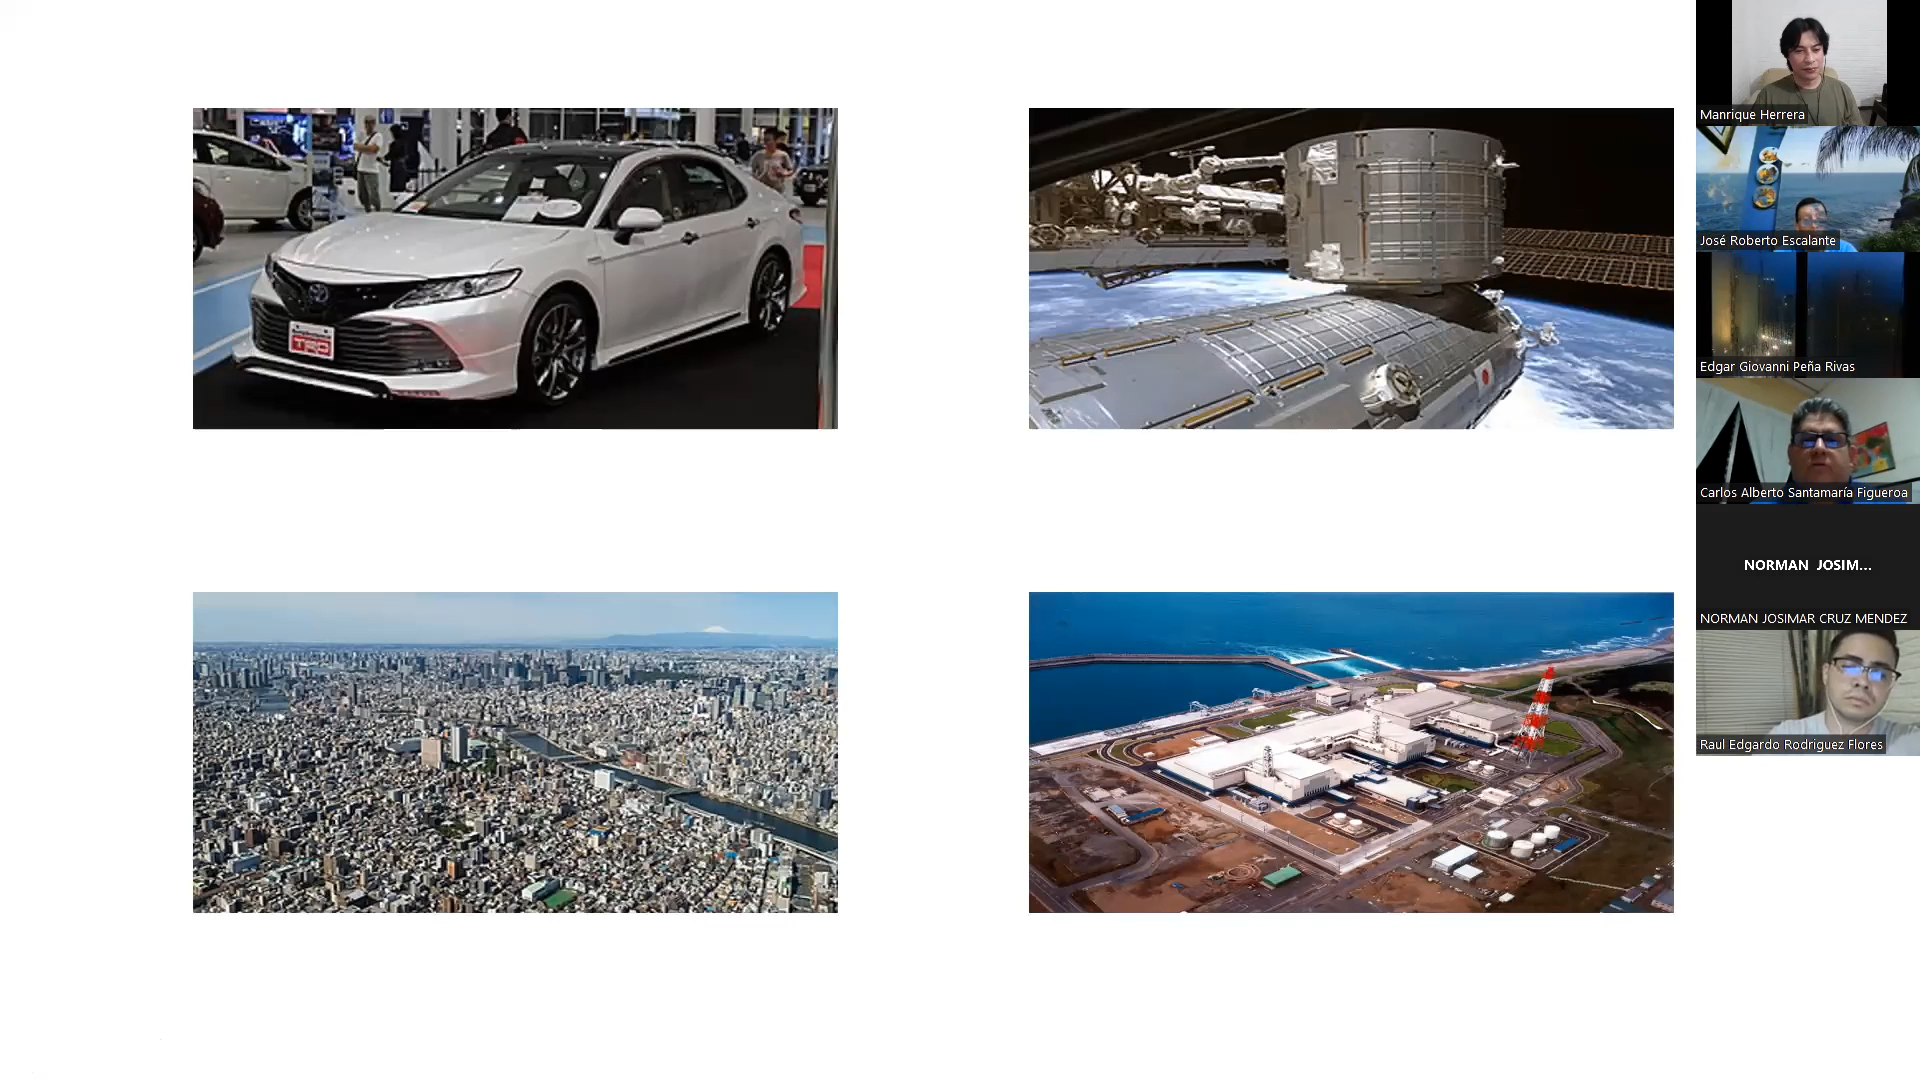 TRD
Manrique Herrera
José Roberto Escalante
Edgar Giovanni Peña Rivas
Carlos Alberto Santamaría Figueroa
NORMAN JOSIM...
NORMAN JOSIMAR CRUZ MENDEZ
Raul Edgardo Rodriguez Flores